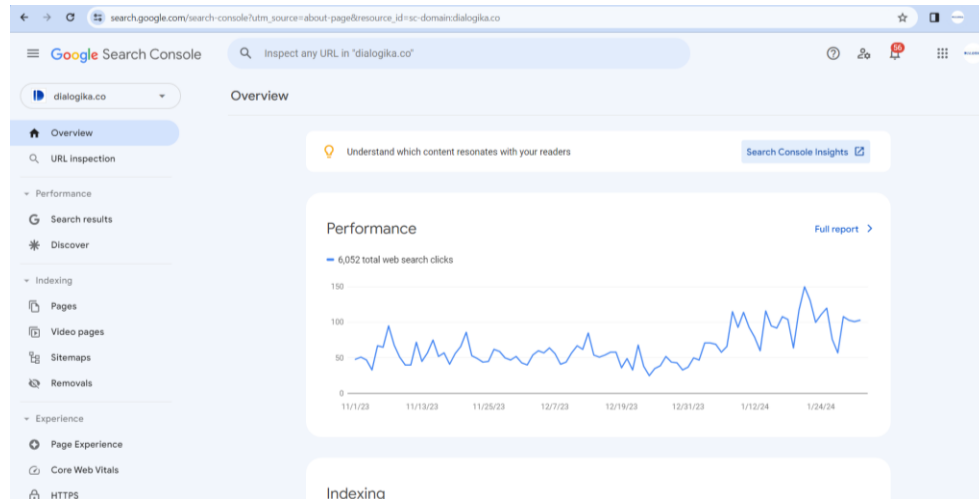 search.google.com/search-console?utm_source=about-page&resource_id=sc-domain:dialogika.co
Google Search Console
Inspect any URL in "dialogika.co"
56
dialogika.co
Overview
Overview
URL inspection
Performance
Search results
Discover
Indexing
Pages
Video pages
Sitemaps
Removals
Experience
Page Experience
Core Web Vitals
HTTPS
Understand which content resonates with your readers
Search Console Insights
Performance
Full report
6,052 total web search clicks
150
100
50
0
11/1/23 11/13/23 11/25/23 12/7/23 12/19/23 12/31/23 1/12/24 1/24/24
Indexing